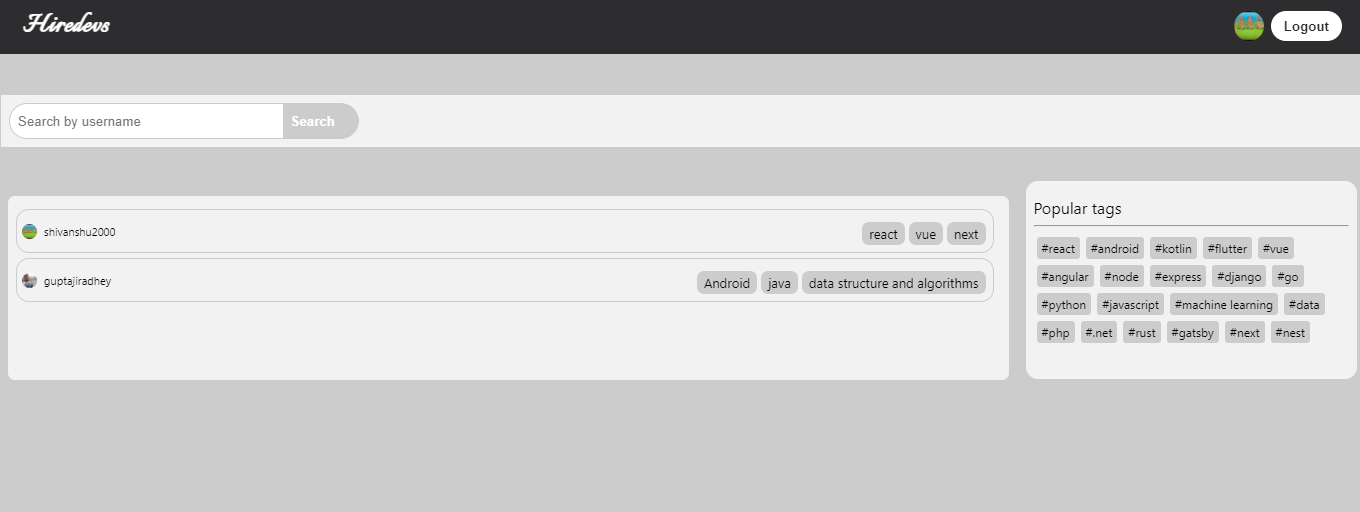 Hiredevs
Logout
Search by username Search
shivanshu2000 react vue next
guptajiradhey Android java data structure and algorithms
Popular tags
#react #android #kotlin #flutter #vue
#angular #node #express #django #go
#python #javascript #machine learning #data
#php #.net #rust #gatsby #next #nest